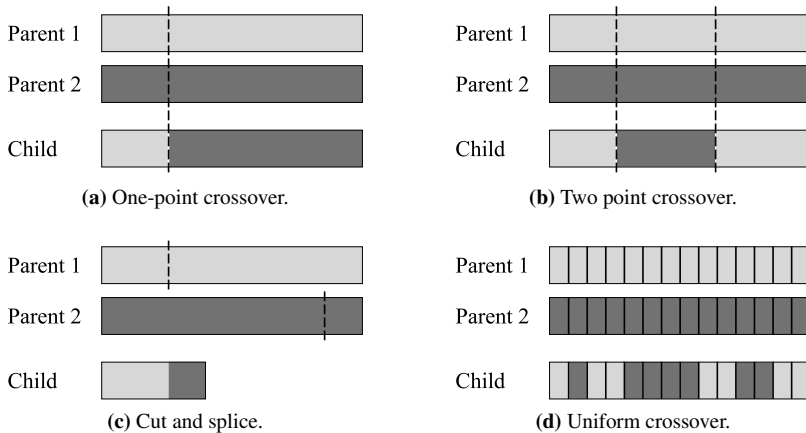 Parent 1
Parent 2
Child
(a) One-point crossover.
Parent 1
Parent 2
Child
(b) Two point crossover.
Parent 1
Parent 2
Child
(c) Cut and splice.
Parent 1
Parent 2
Child
(d) Uniform crossover.